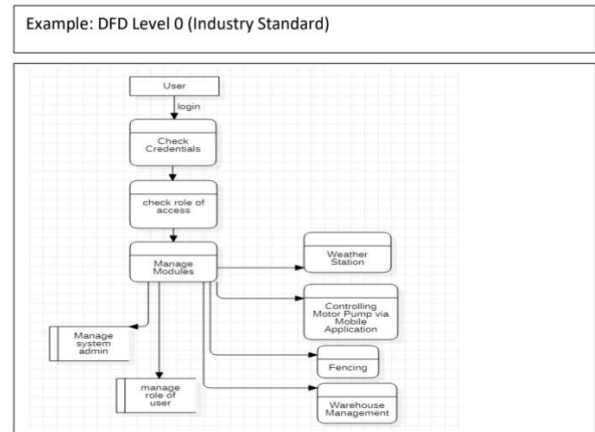 Example: DFD Level 0 (Industry Standard)
User
login
Check
Credentials
check role of
access
Manage
Modules
Weather
Station
Controlling
Motor Pump via
Mobile
Application
Manage
system
admin
Fencing
manage
role of
user
Warehouse
Management